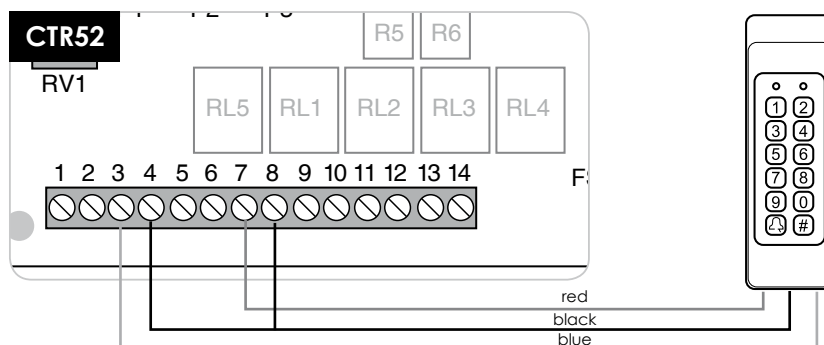 CTR52
R5 R6
RV1
RL5 RL1 RL2 RL3 RL4
1 2 3 4 5 6 7 8 9 10 11 12 13 14
1 2
3 4
5 6
7 8
9 0
#
red
black
blue